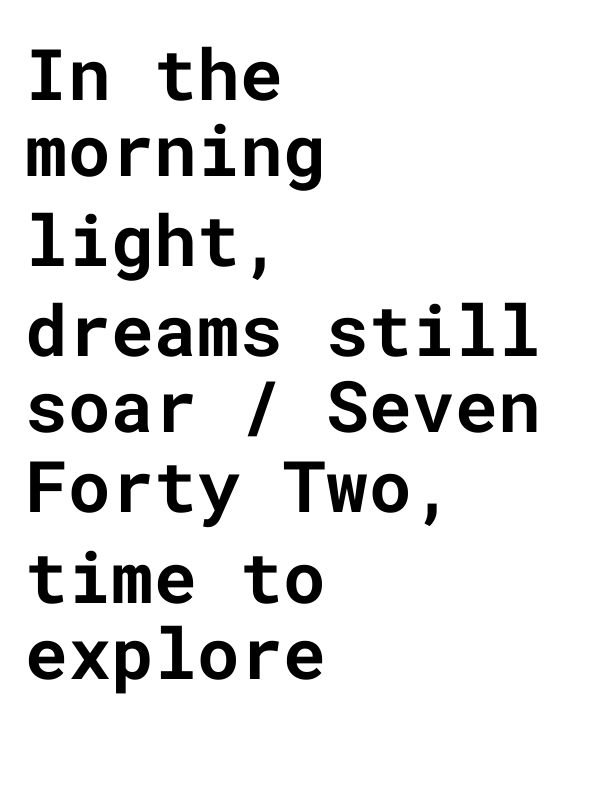 In the
morning
light,
dreams still
soar / Seven
Forty Two,
time to
explore